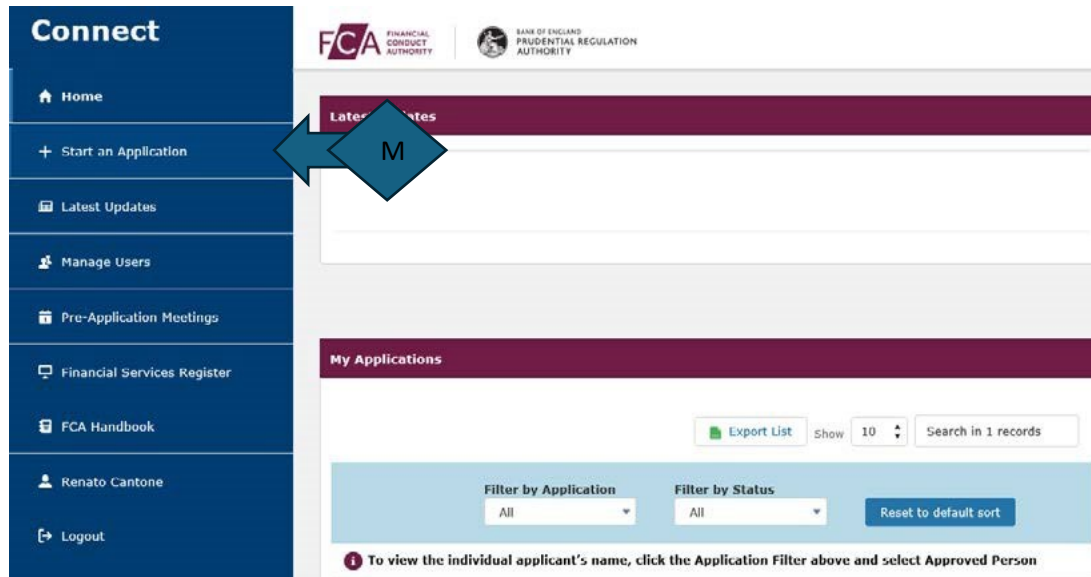 Connect
Home
Start an Application
Latest Updates
Manage Users
Pre-Application Meetings
Financial Services Register
FCA Handbook
Renato Cantone
Logout
FCA FINANCIAL
CONDUCT
AUTHORITY
BANK OF ENGLAND
PRUDENTIAL REGULATION
AUTHORITY
Lates ates
M
My Applications
Export List Show 10 Search in 1 records
Filter by Application Filter by Status
All All Reset to default sort
To view the individual applicant's name, click the Application Filter above and select Approved Person